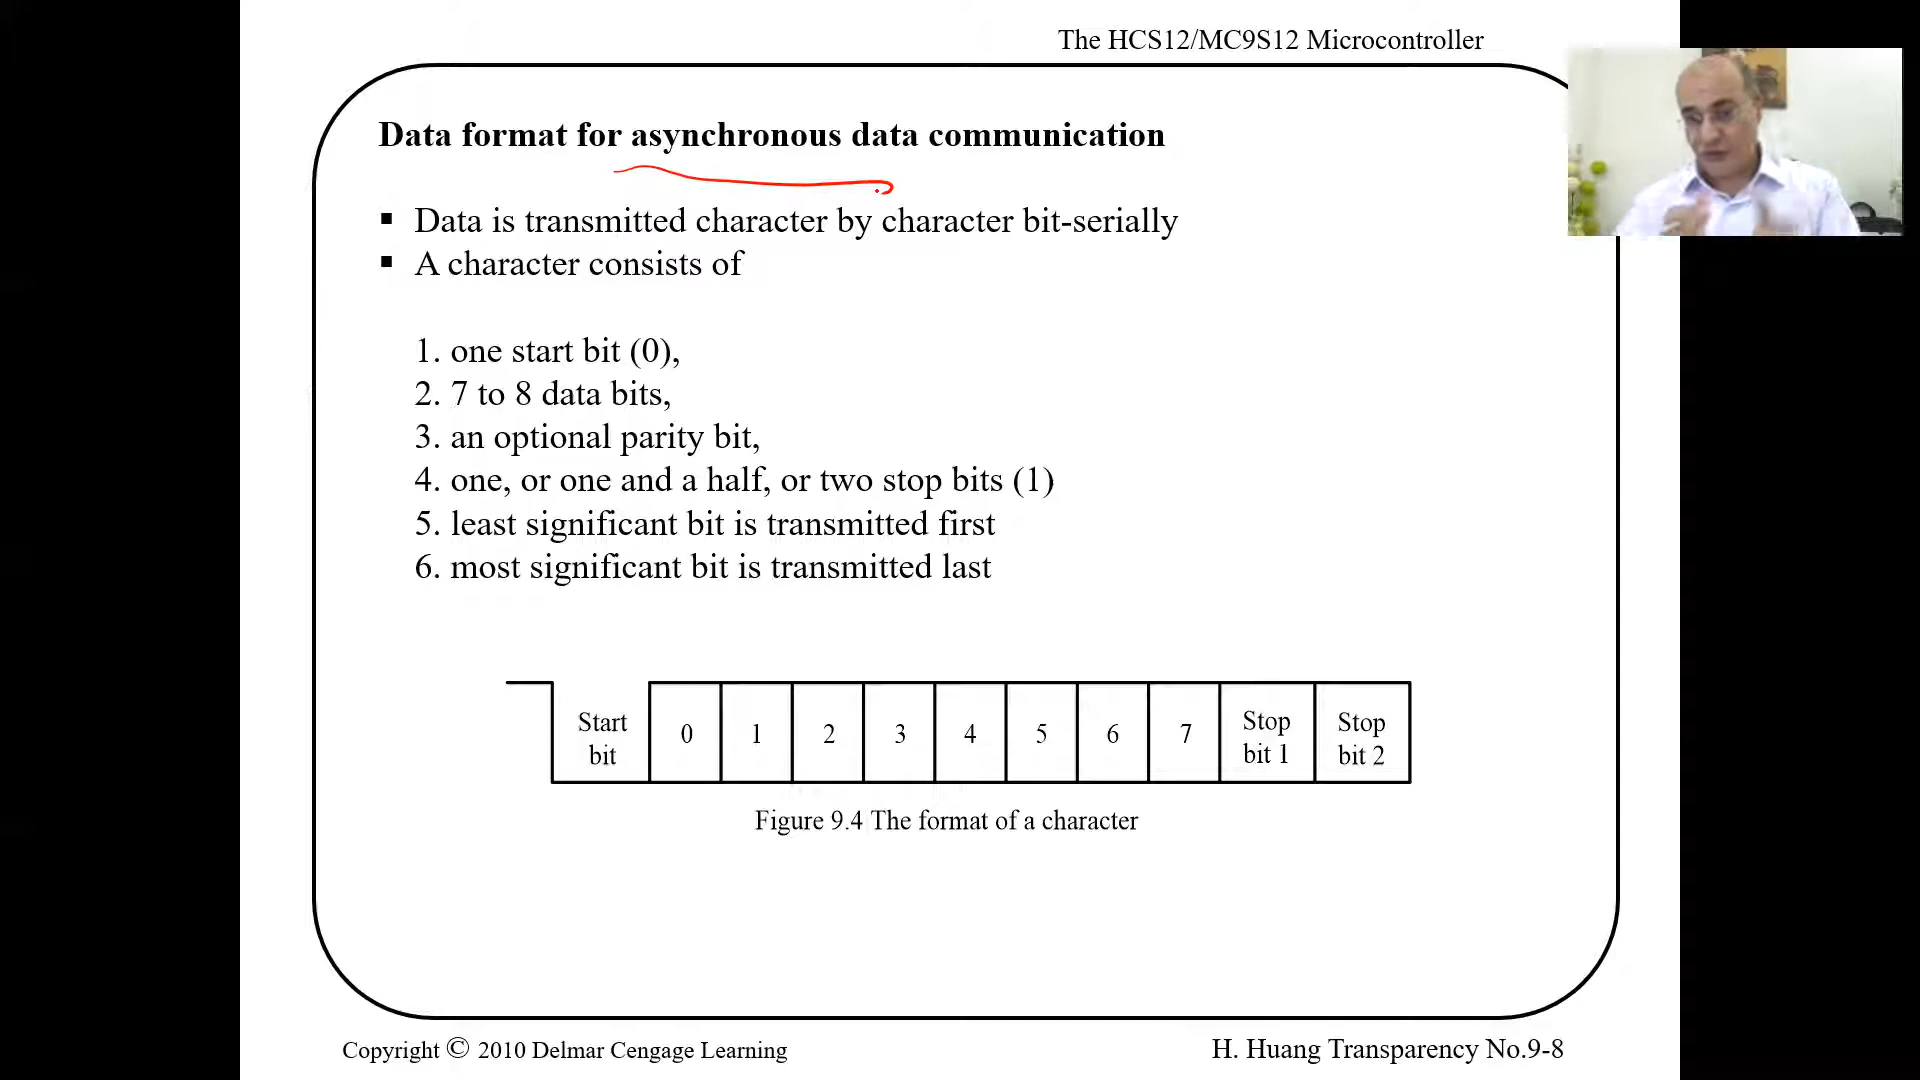 The HCS12/MC9S12 Microcontroller
Data format for asynchronous data communication
▪ Data is transmitted character by character bit-serially
▪ A character consists of
1. one start bit (0),
2. 7 to 8 data bits,
3. an optional parity bit,
4. one, or one and a half, or two stop bits (1)
5. least significant bit is transmitted first
6. most significant bit is transmitted last
Start bit 0 1 2 3 4 5 6 7 Stop bit 1 Stop bit 2
Figure 9.4 The format of a character
Copyright © 2010 Delmar Cengage Learning
H. Huang Transparency No.9-8